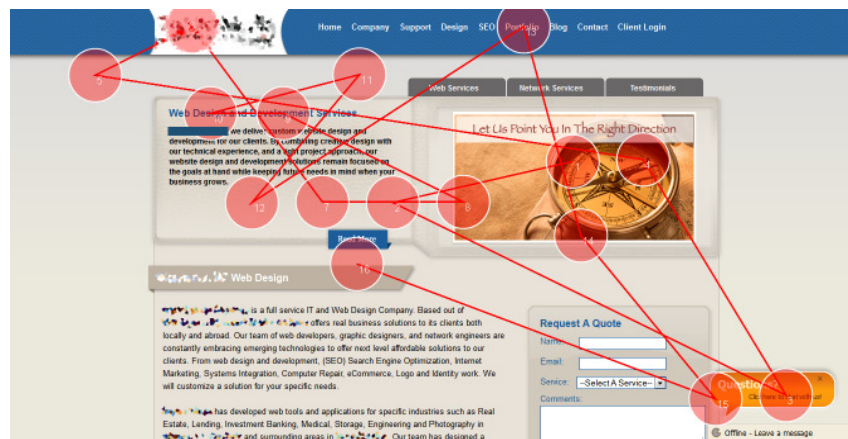 Home Company Support Design SEO Portfolio Blog Contact Client Login
Web Services Network Services Testimonials
Web Design and Development Services
we deliver custom website design and
development for our clients. By combining creative design with
our technical experience, and a solid project approach, our
website design and development solutions remain focused on
the goals at hand while keeping future needs in mind when your
business grows.
Let Us Point You In The Right Direction
Read More
Web Design
is a full service IT and Web Design Company. Based out of
offers real business solutions to its clients both
locally and abroad. Our team of web developers, graphic designers, and network engineers are
constantly embracing emerging technologies to offer next level affordable solutions to our
clients. From web design and development, (SEO) Search Engine Optimization, Internet
Marketing, Systems Integration, Computer Repair, eCommerce, Logo and Identity work. We
will customize a solution for your specific needs.
has developed web tools and applications for specific industries such as Real
Estate, Lending, Investment Banking, Medical, Storage, Engineering and Photography in
and surrounding areas in Our team has designed a
Request A Quote
Name:
Email:
Service: --Select A Service--
Comments:
Questions?
Click here to chat with us!
Offline - Leave a message
1
2
3
4
5
7
8
9
10
11
12
13
14
15
16